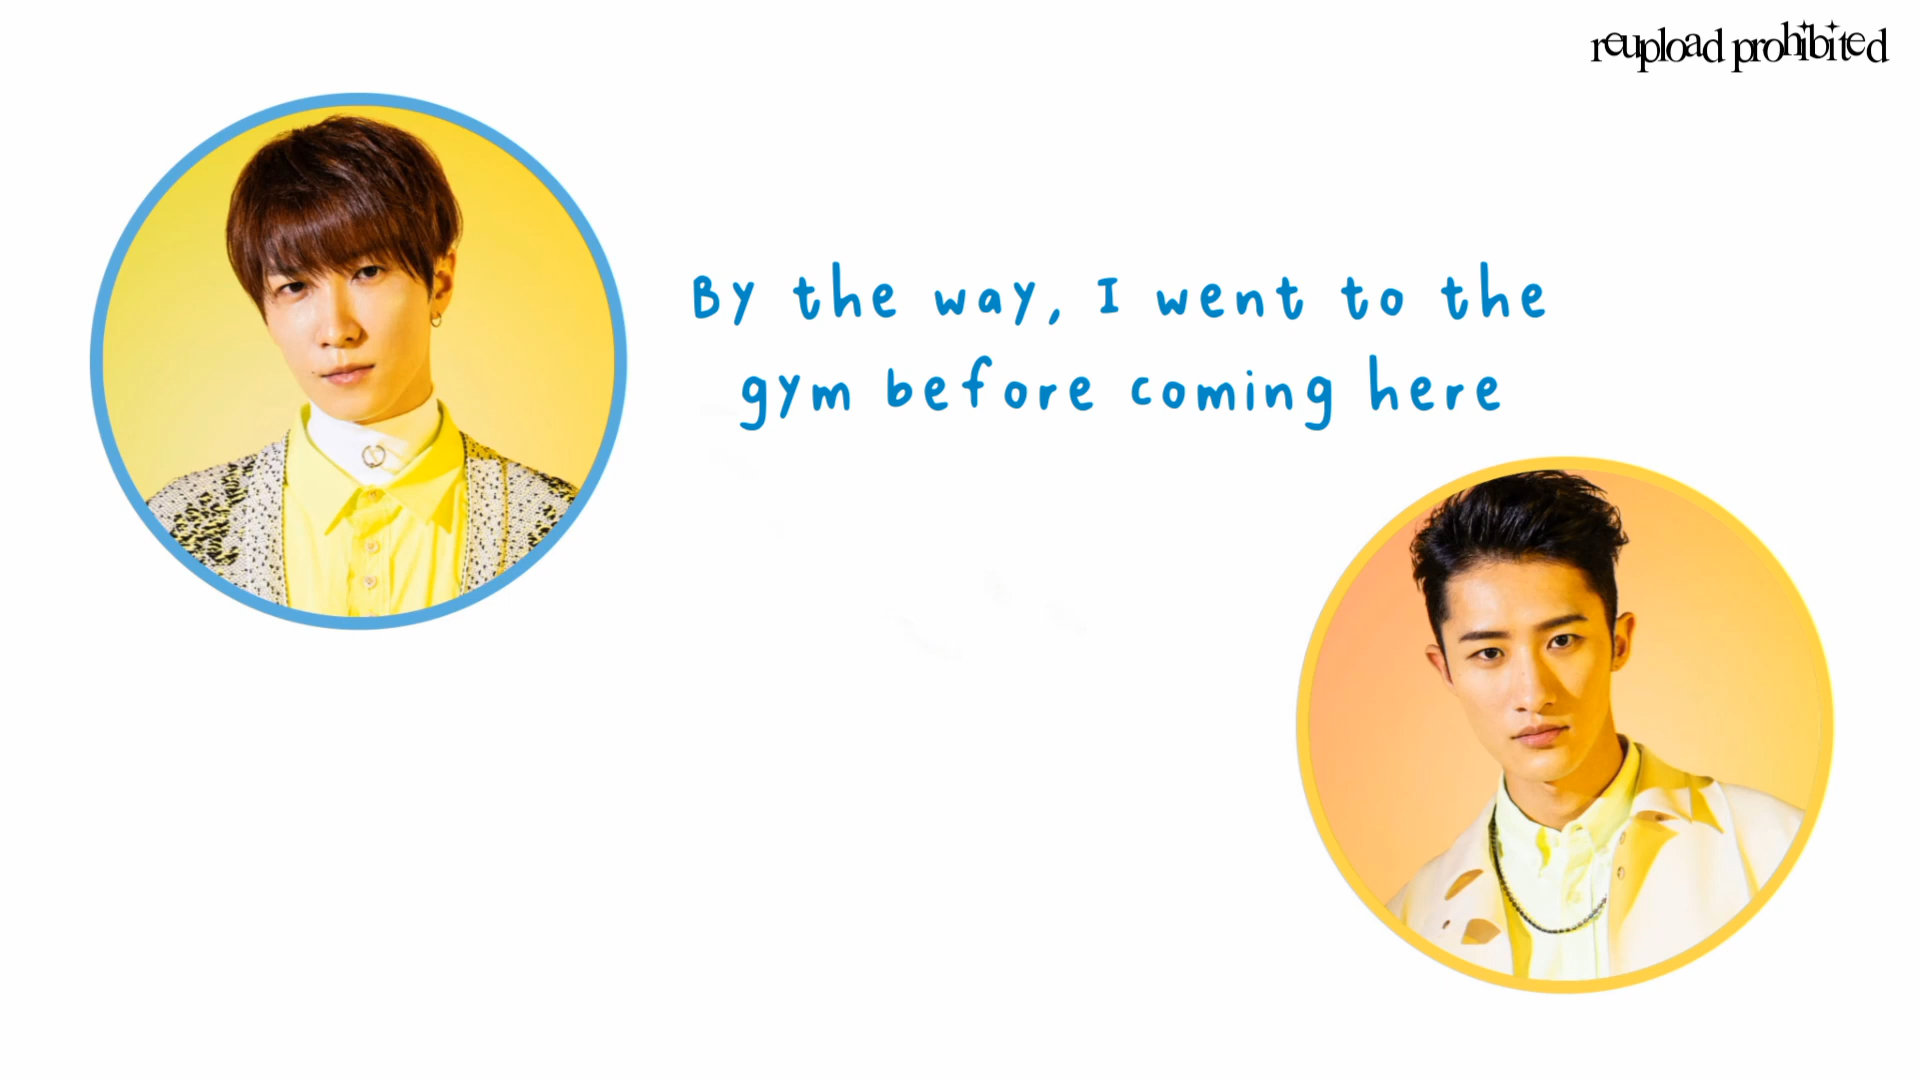 reupload prohibited
By the way, I went to the
gym before coming here